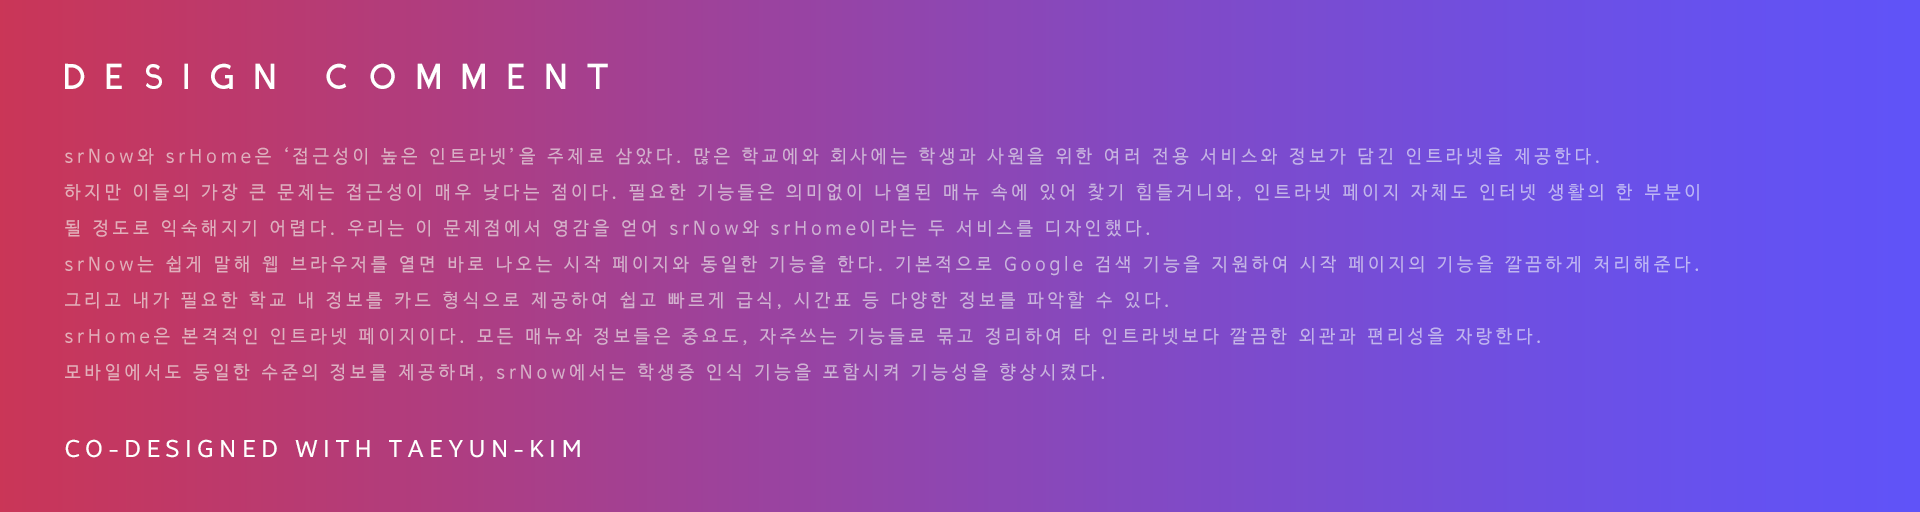 DESIGN COMMENT
srNow와 srHome은 ‘접근성이 높은 인트라넷’을 주제로 삼았다. 많은 학교에와 회사에는 학생과 사원을 위한 여러 전용 서비스와 정보가 담긴 인트라넷을 제공한다.
하지만 이들의 가장 큰 문제는 접근성이 매우 낮다는 점이다. 필요한 기능들은 의미없이 나열된 매뉴 속에 있어 찾기 힘들거니와, 인트라넷 페이지 자체도 인터넷 생활의 한 부분이
될 정도로 익숙해지기 어렵다. 우리는 이 문제점에서 영감을 얻어 srNow와 srHome이라는 두 서비스를 디자인했다.
srNow는 쉽게 말해 웹 브라우저를 열면 바로 나오는 시작 페이지와 동일한 기능을 한다. 기본적으로 Google 검색 기능을 지원하여 시작 페이지의 기능을 깔끔하게 처리해준다.
그리고 내가 필요한 학교 내 정보를 카드 형식으로 제공하여 쉽고 빠르게 급식, 시간표 등 다양한 정보를 파악할 수 있다.
srHome은 본격적인 인트라넷 페이지이다. 모든 매뉴와 정보들은 중요도, 자주쓰는 기능들로 묶고 정리하여 타 인트라넷보다 깔끔한 외관과 편리성을 자랑한다.
모바일에서도 동일한 수준의 정보를 제공하며, srNow에서는 학생증 인식 기능을 포함시켜 기능성을 향상시켰다.
CO-DESIGNED WITH TAEYUN-KIM